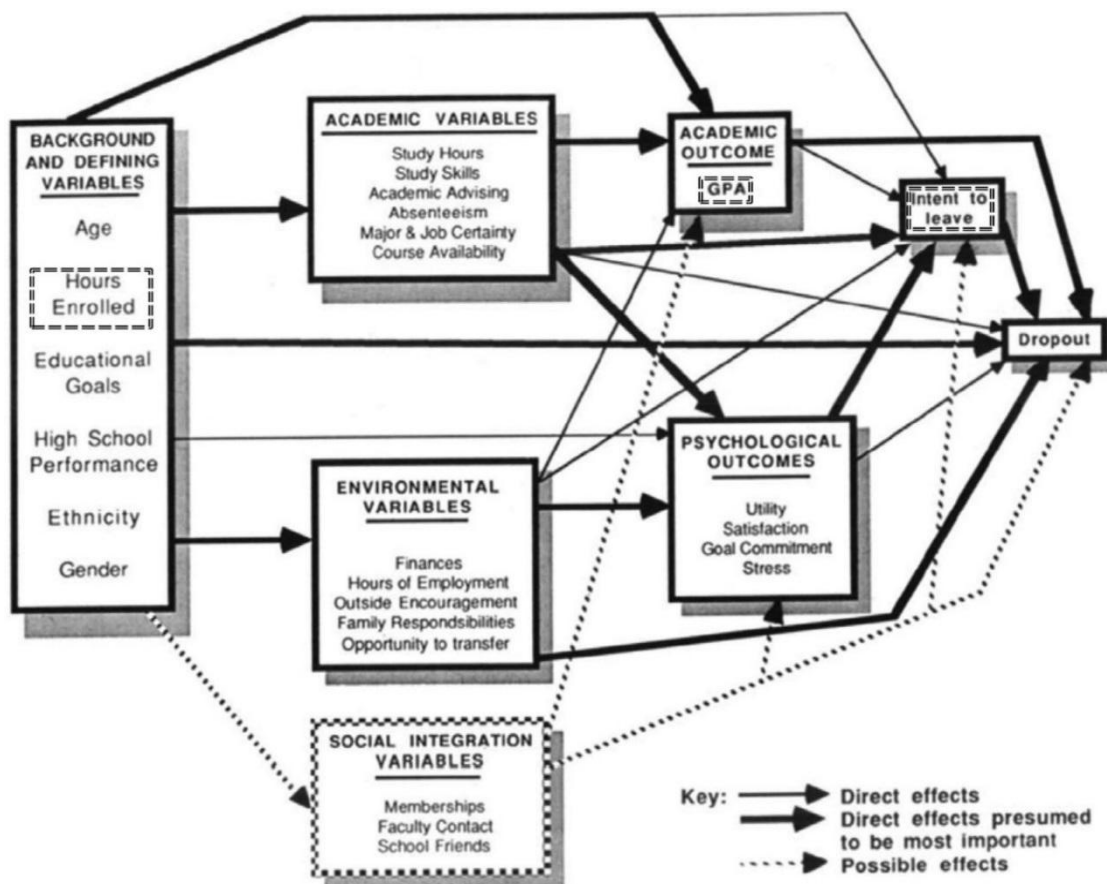 BACKGROUND
AND DEFINING
VARIABLES
Age
Hours
Enrolled
Educational
Goals
High School
Performance
Ethnicity
Gender
ACADEMIC VARIABLES
Study Hours
Study Skills
Academic Advising
Absenteeism
Major & Job Certainty
Course Availability
ENVIRONMENTAL
VARIABLES
Finances
Hours of Employment
Outside Encouragement
Family Respondsibilities
Opportunity to transfer
SOCIAL INTEGRATION
VARIABLES
Memberships
Faculty Contact
School Friends
ACADEMIC
OUTCOME
GPA
PSYCHOLOGICAL
OUTCOMES
Utility
Satisfaction
Goal Commitment
Stress
Intent to
leave
Dropout
Key:
Direct effects
Direct effects presumed
to be most important
Possible effects